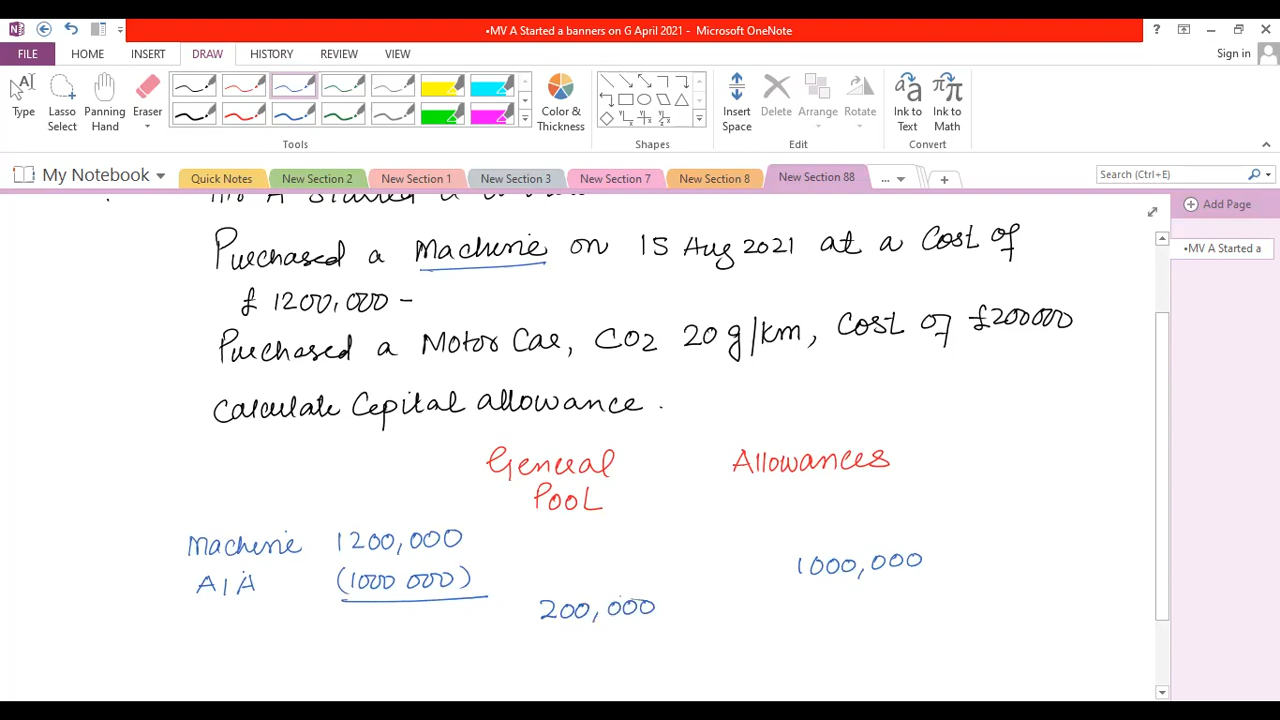 •MV A Started a banners on G April 2021 - Microsoft OneNote
?
FILE HOME INSERT DRAW HISTORY REVIEW VIEW
Sign in
Type
Lasso Select
Panning Hand
Eraser
Color & Thickness
Insert Space
Delete
Arrange
Rotate
Ink to Text
Ink to Math
Tools
Shapes
Edit
Convert
My Notebook
Quick Notes
New Section 2
New Section 1
New Section 3
New Section 7
New Section 8
New Section 88
...
Search (Ctrl+E)
Add Page
•MV A Started a
A Started a
Purchased a Machine on 15 Aug 2021 at a Cost of
£ 1200,000 -
Purchased a Motor Car, CO2 20 g/km, Cost of £200000
Calculate Capital allowance.
General Allowances
POOL
Machine 1200,000
AIA (1000 000) 1000,000
200,000